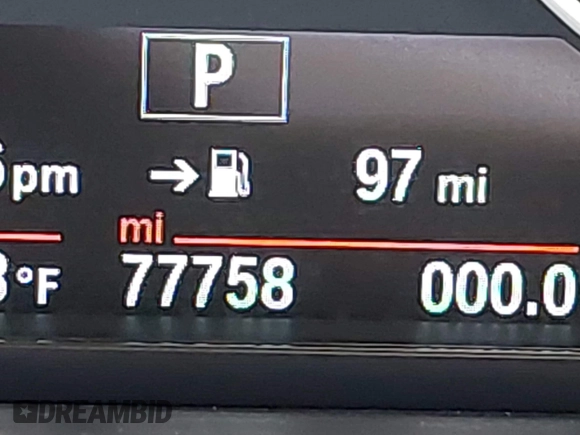 P
pm → 97 mi
mi
°F 77758 000.0
DREAMBID